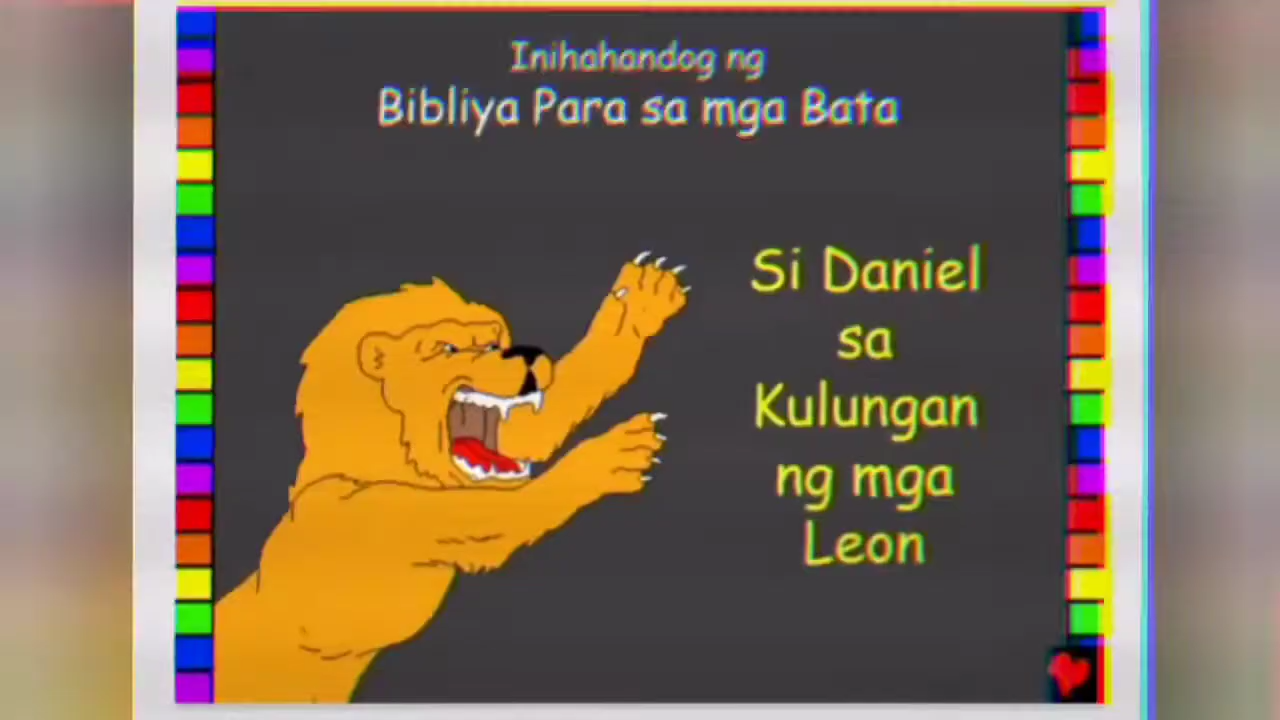 Inihahandog ng
Bibliya Para sa mga Bata
Si Daniel
sa
Kulungan
ng mga
Leon